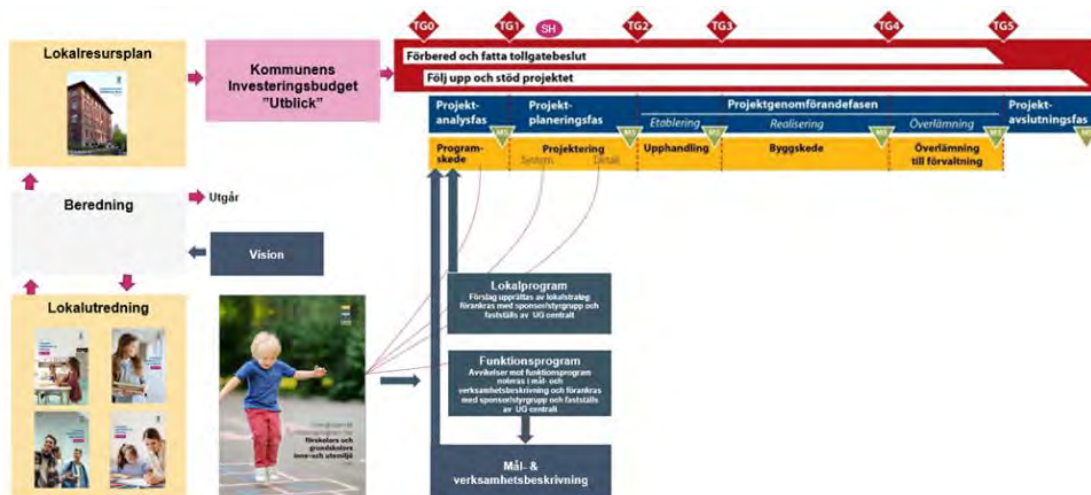 TG0
TG1
SH
TG2
TG3
TG4
TG5
Lokalresursplan
Kommunens
Investeringsbudget
”Utblick”
Förbered och fatta tollgatebeslut
Följ upp och stöd projektet
Projekt-
analysfas
Projekt-
planeringsfas
Projektgenomförandefasen
Etablering
Realisering
Överlämning
Projekt-
avslutningsfas
Program-
skede
Projektering
System
Detalj
Upphandling
Byggskede
Överlämning
till förvaltning
Beredning
Utgår
Vision
Lokalutredning
Lokalprogram
Förslag upprättas av lokalstrateg
förankras med sponsor/styrgrupp och
fastställs av UG centralt
Funktionsprogram
Avvikelser mot funktionsprogram
noteras i mål- och
verksamhetsbeskrivning och förankras
med sponsor/styrgrupp och fastställs
av UG centralt
förskolors och
grundskolors
inne- och utemiljö
Mål- &
verksamhetsbeskrivning